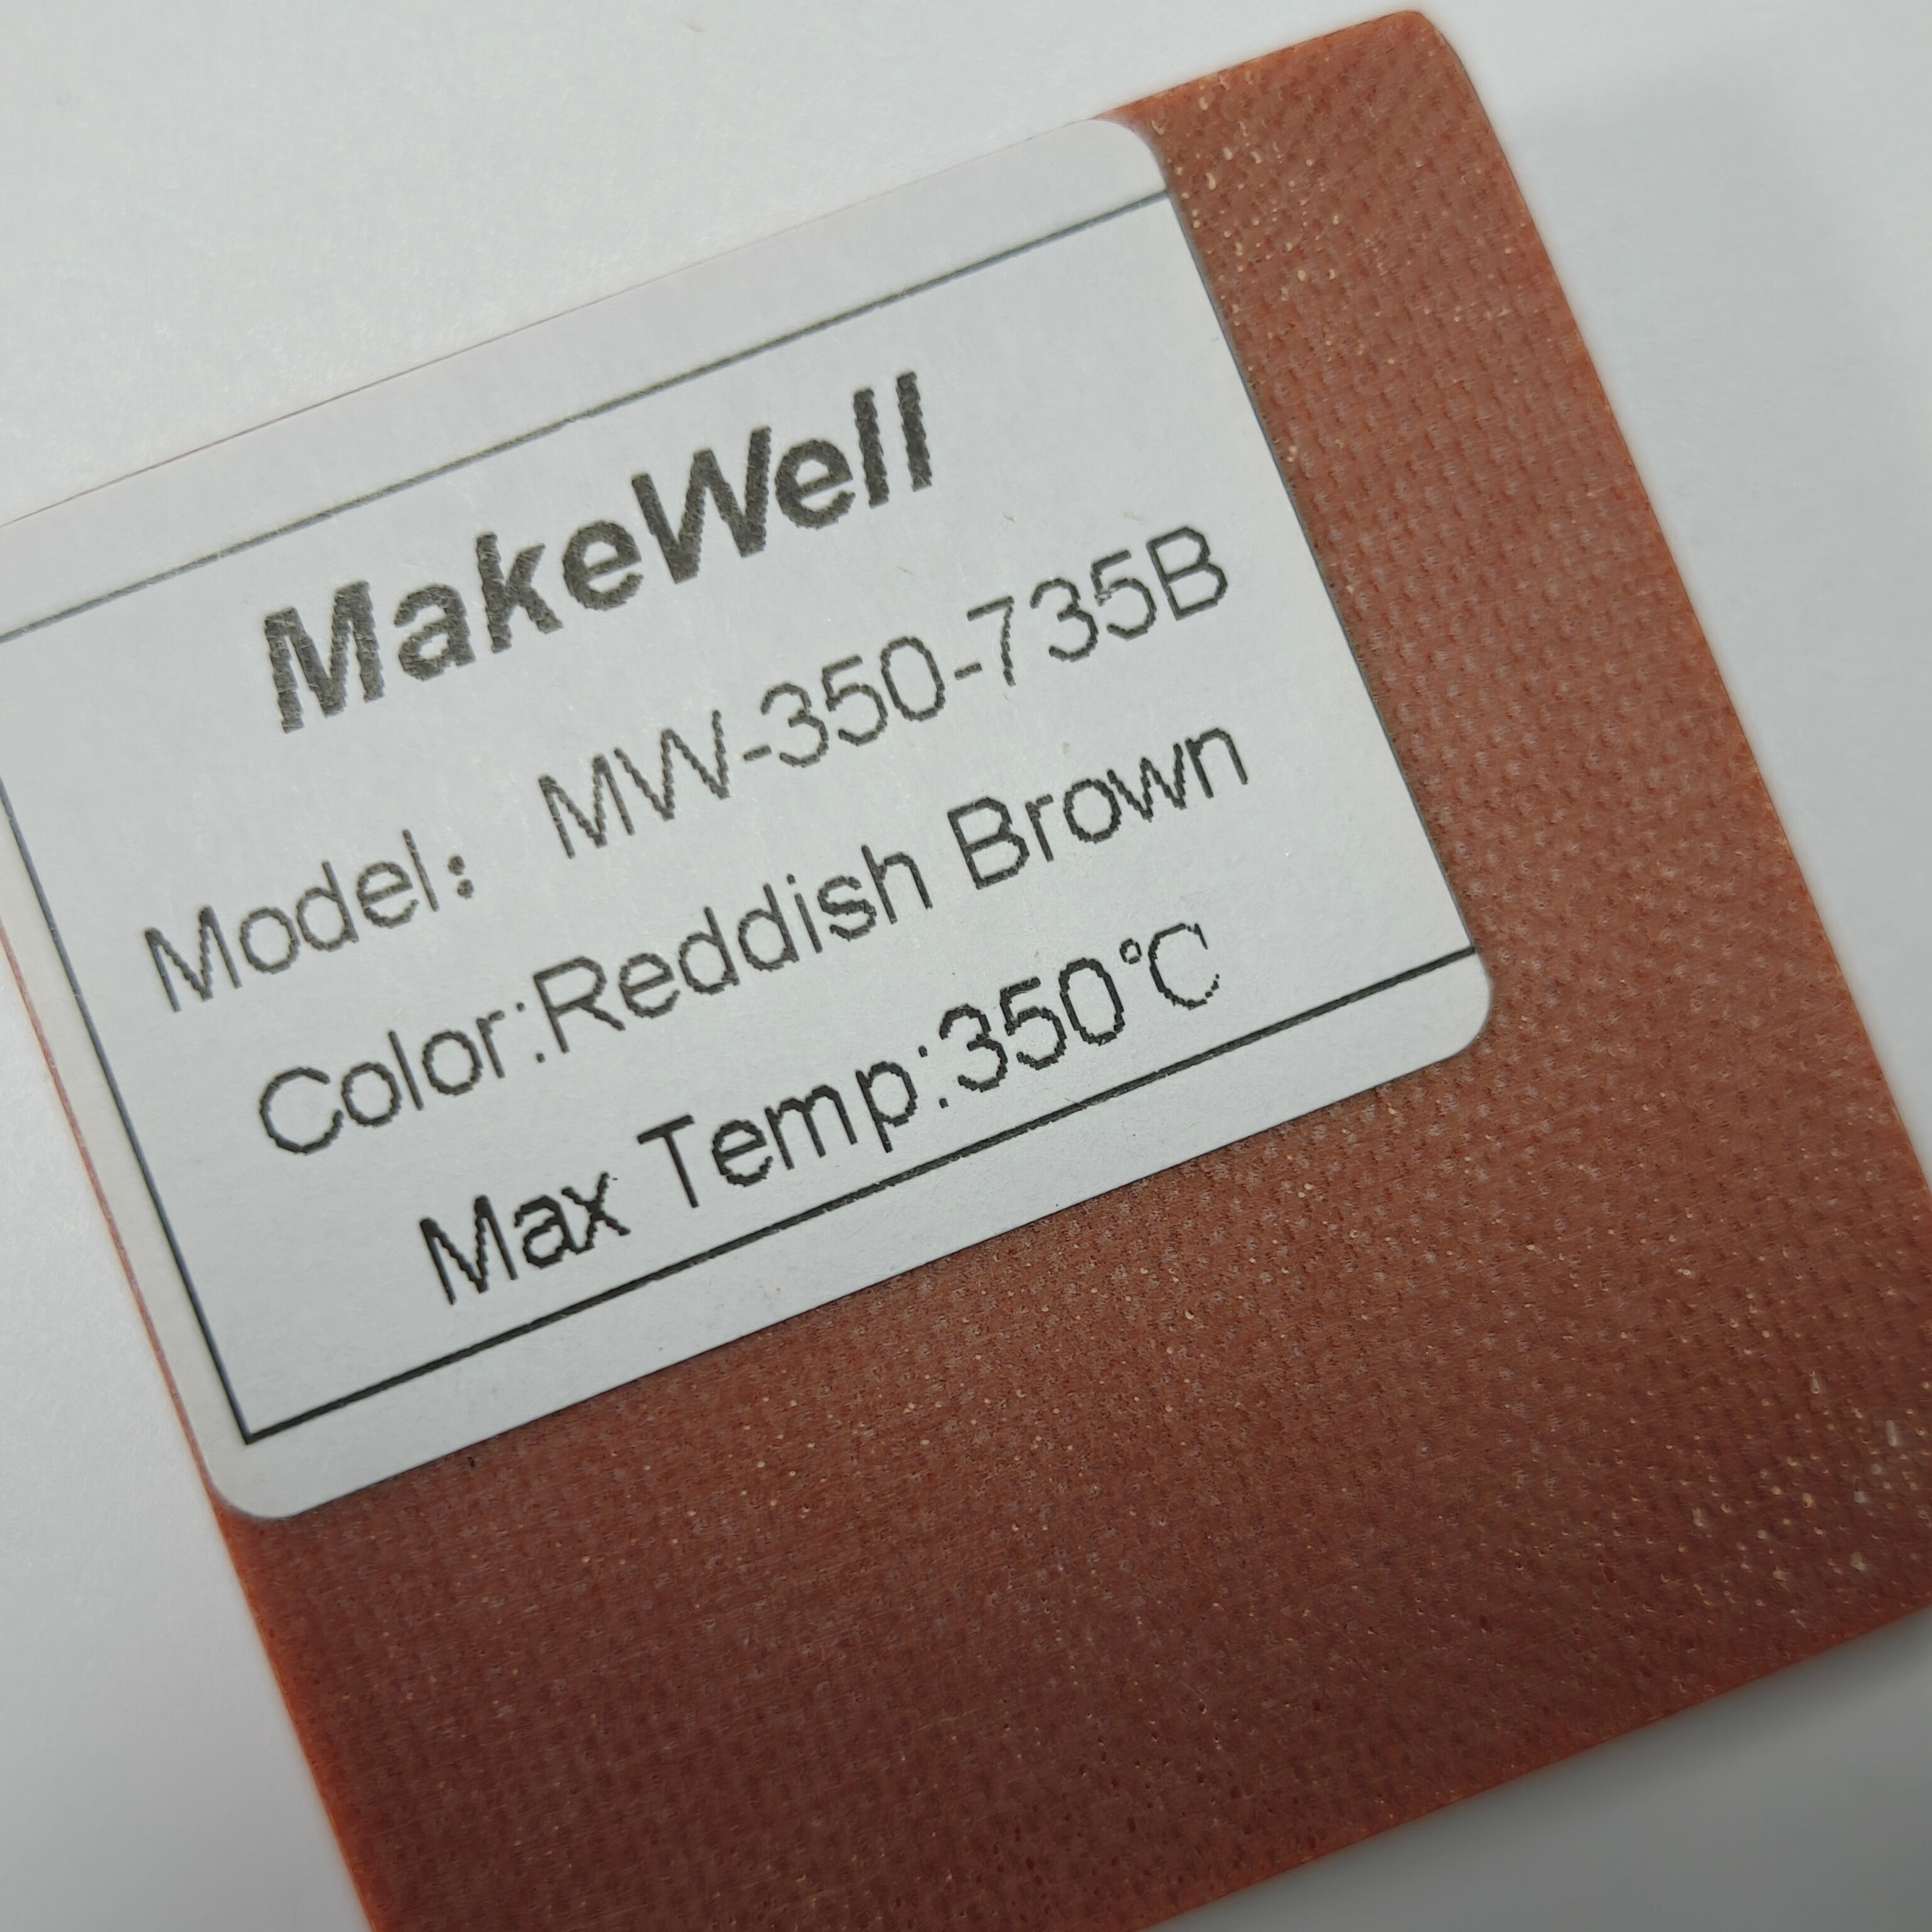 MakeWell
Model： MW-350-735B
Color:Reddish Brown
Max Temp:350℃